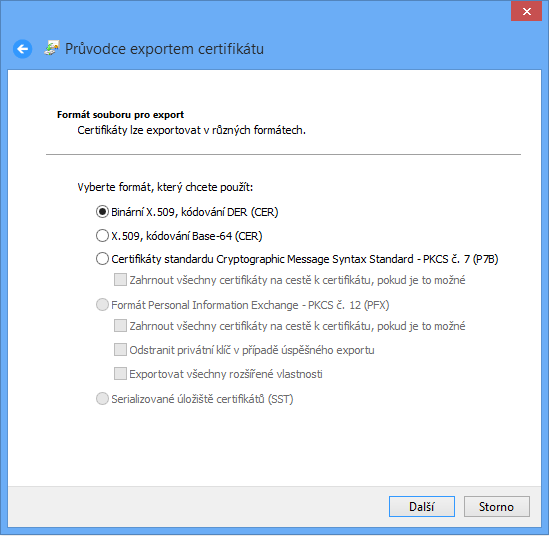 Průvodce exportem certifikátu
Formát souboru pro export
Certifikáty lze exportovat v různých formátech.
Vyberte formát, který chcete použít:
Binární X.509, kódování DER (CER)
X.509, kódování Base-64 (CER)
Certifikáty standardu Cryptographic Message Syntax Standard - PKCS č. 7 (P7B)
Zahrnout všechny certifikáty na cestě k certifikátu, pokud je to možné
Formát Personal Information Exchange - PKCS č. 12 (PFX)
Zahrnout všechny certifikáty na cestě k certifikátu, pokud je to možné
Odstranit privátní klíč v případě úspěšného exportu
Exportovat všechny rozšířené vlastnosti
Serializované úložiště certifikátů (SST)
Další
Storno